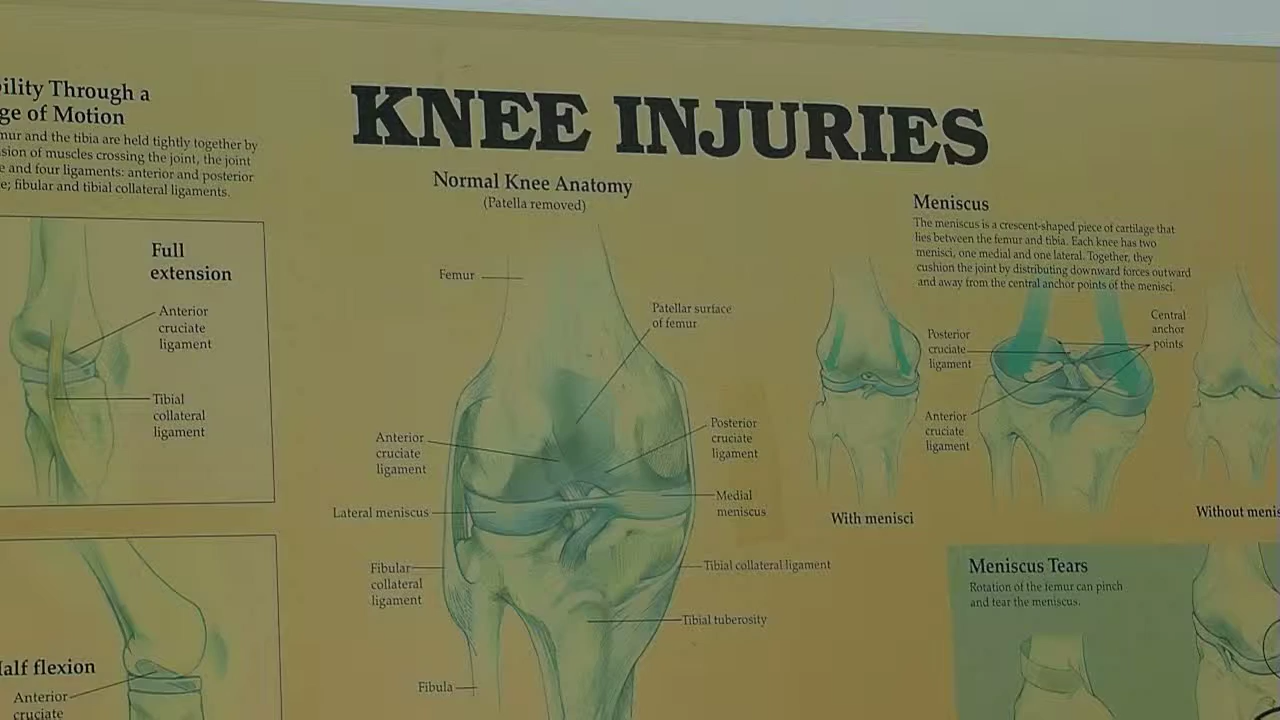 KNEE INJURIES
ility Through a
ge of Motion
mur and the tibia are held tightly together by
sion of muscles crossing the joint, the joint
e and four ligaments: anterior and posterior
e; fibular and tibial collateral ligaments.
Full
extension
Anterior
cruciate
ligament
Tibial
collateral
ligament
Half flexion
Anterior
cruciate
Normal Knee Anatomy
(Patella removed)
Femur
Patellar surface
of femur
Anterior
cruciate
ligament
Posterior
cruciate
ligament
Lateral meniscus
Medial
meniscus
Fibular
collateral
ligament
Tibial collateral ligament
Tibial tuberosity
Fibula
Meniscus
The meniscus is a crescent-shaped piece of cartilage that
lies between the femur and tibia. Each knee has two
menisci, one medial and one lateral. Together, they
cushion the joint by distributing downward forces outward
and away from the central anchor points of the menisci.
Posterior
cruciate
ligament
Central
anchor
points
Anterior
cruciate
ligament
With menisci
Without menis
Meniscus Tears
Rotation of the femur can pinch
and tear the meniscus.